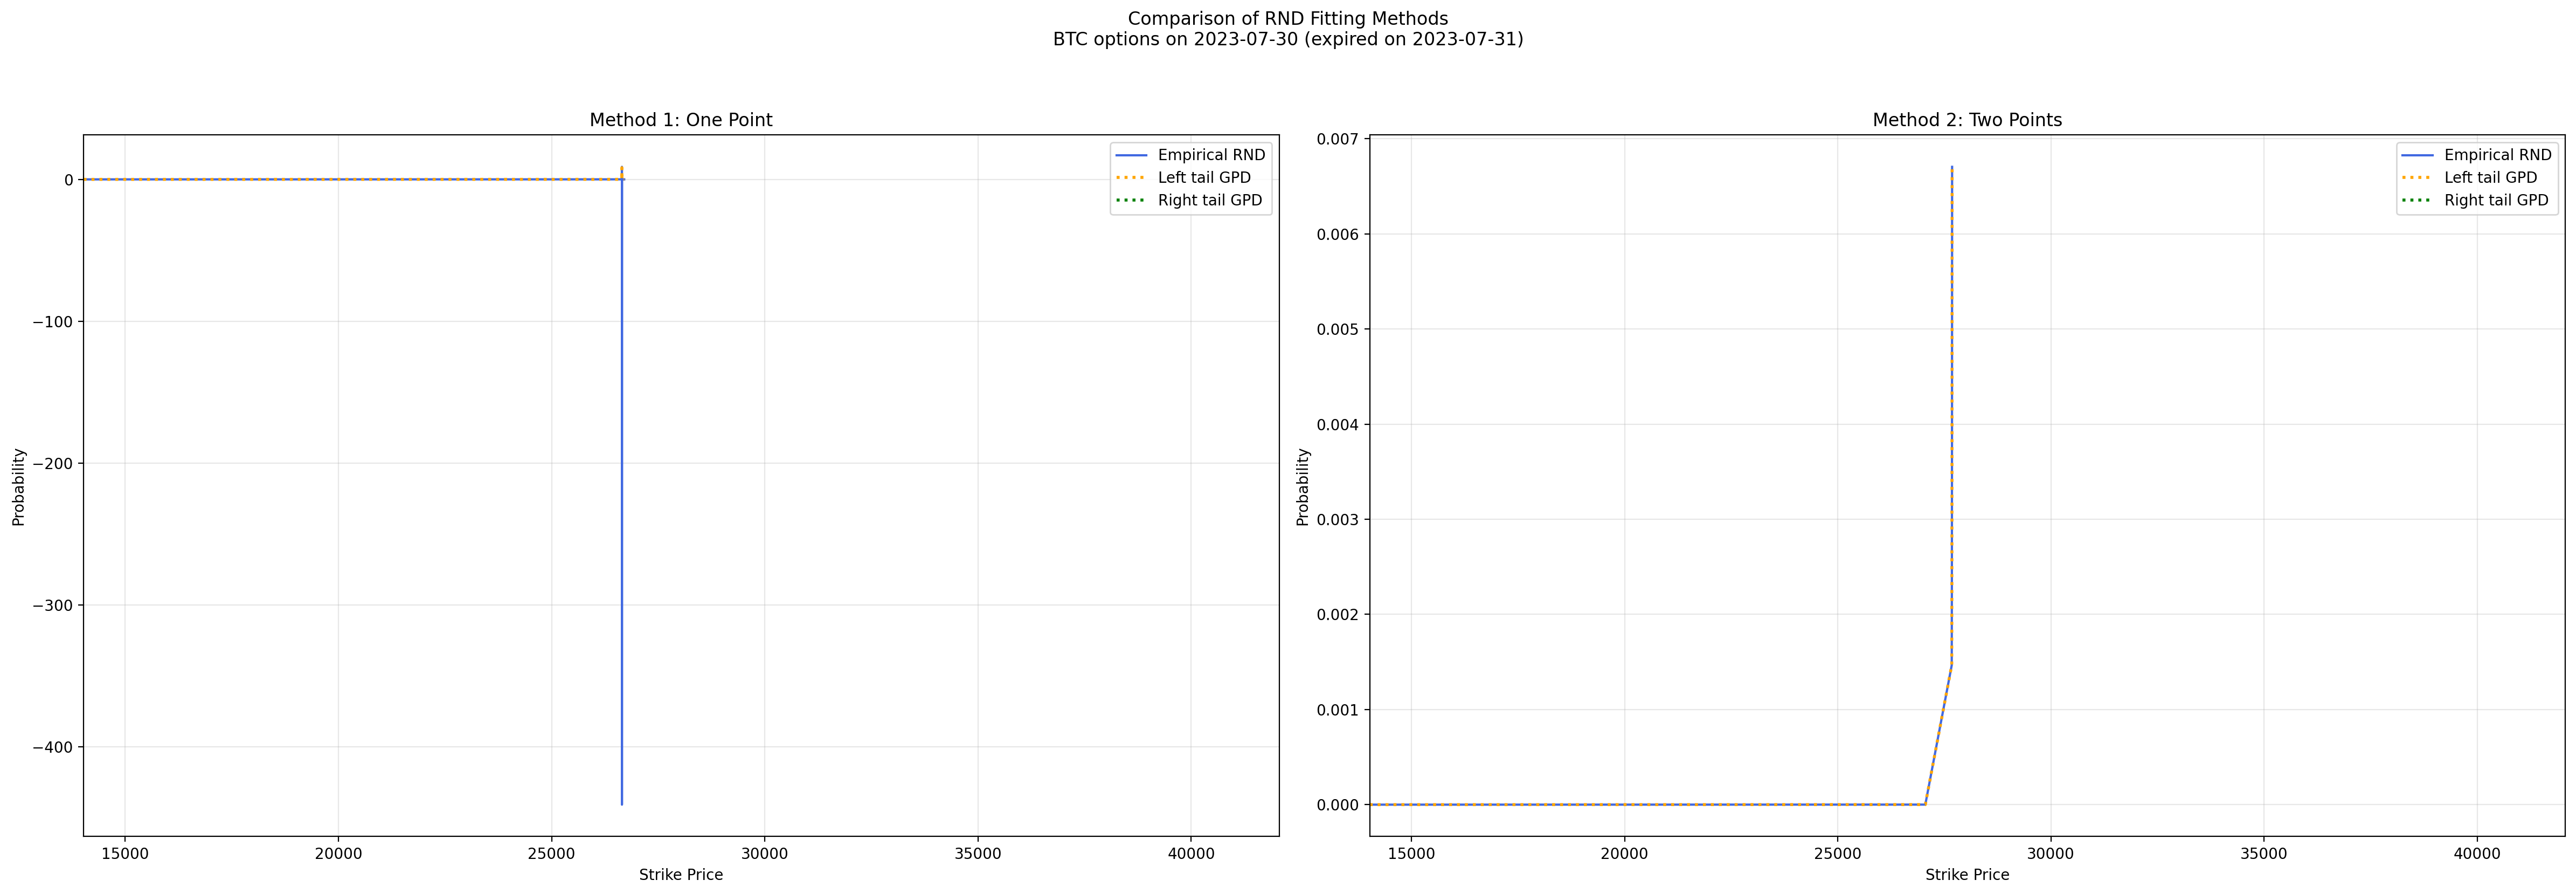 Comparison of RND Fitting Methods
BTC options on 2023-07-30 (expired on 2023-07-31)
Method 1: One Point
Empirical RND
Left tail GPD
Right tail GPD
0
−100
−200
−300
−400
Probability
15000 20000 25000 30000 35000 40000
Strike Price
Method 2: Two Points
Empirical RND
Left tail GPD
Right tail GPD
0.007
0.006
0.005
0.004
0.003
0.002
0.001
0.000
Probability
15000 20000 25000 30000 35000 40000
Strike Price